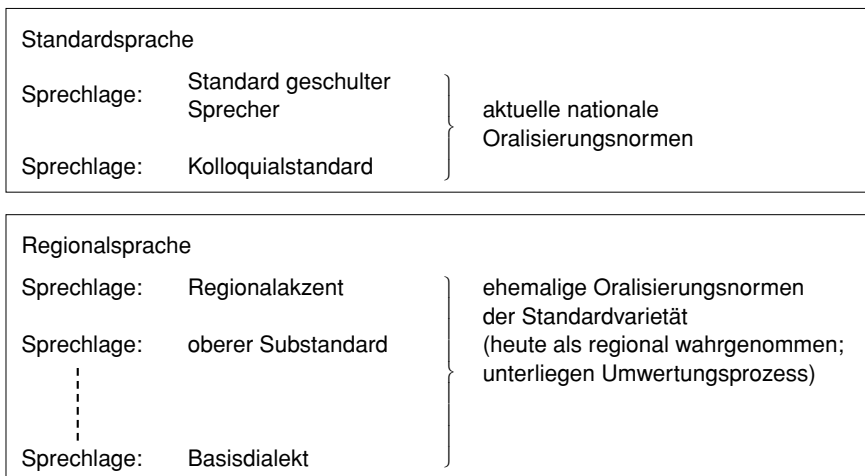 Standardsprache
Sprechlage: Standard geschulter Sprecher
aktuelle nationale
Oralisierungsnormen
Sprechlage: Kolloquialstandard
Regionalsprache
Sprechlage: Regionalakzent
ehemalige Oralisierungsnormen
der Standardvarietät
Sprechlage: oberer Substandard
(heute als regional wahrgenommen;
unterliegen Umwertungsprozess)
Sprechlage: Basisdialekt